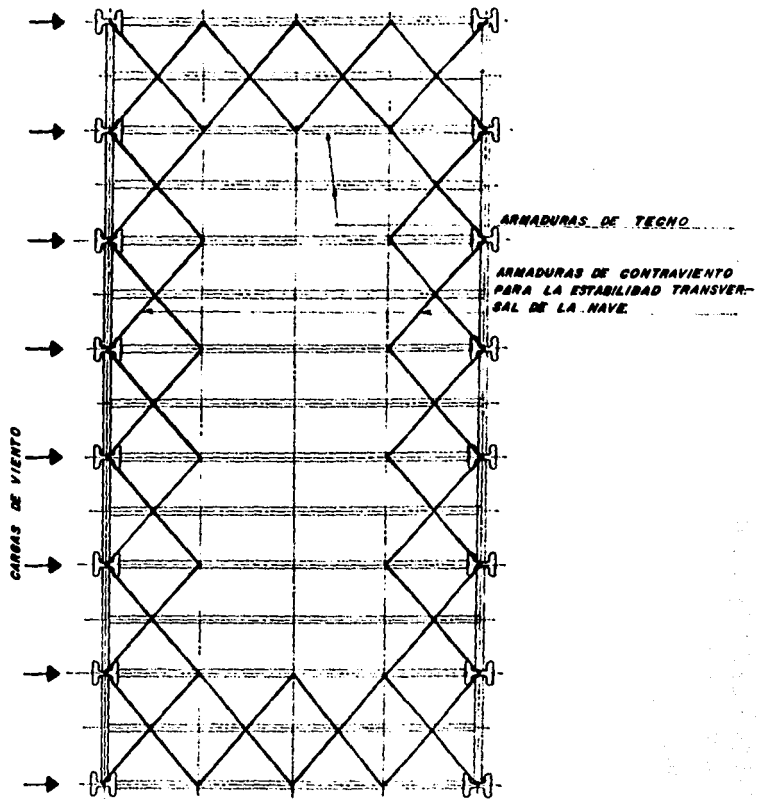 ARMADURAS DE TECHO
ARMADURAS DE CONTRAVIENTO
PARA LA ESTABILIDAD TRANSVER-
SAL DE LA NAVE.
CARGAS DE VIENTO